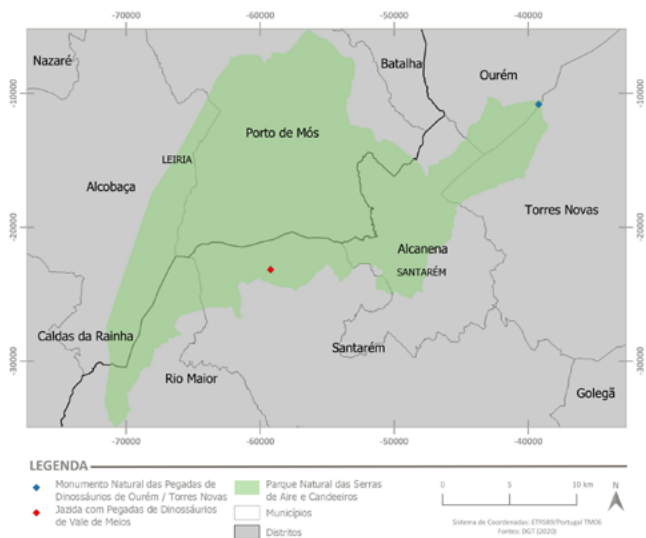 -70000 -60000 -50000 -40000
Nazaré
Batalha
Ourém
-10000 -10000
Porto de Mós
LEIRIA
Alcobaça
Torres Novas
-20000 -20000
Alcanena
SANTARÉM
Caldas da Rainha
Santarém
-30000 -30000
Rio Maior
Golegã
-70000 -60000 -50000 -40000
LEGENDA
Monumento Natural das Pegadas de
Dinossáurios de Ourém / Torres Novas
Jazida com Pegadas de Dinossáurios
de Vale de Meios
Parque Natural das Serras
de Aire e Candeeiros
Municípios
Distritos
0 5 10 km
N
Sistema de Coordenadas: ETRS89/Portugal TM06
Fontes: DGT (2020)